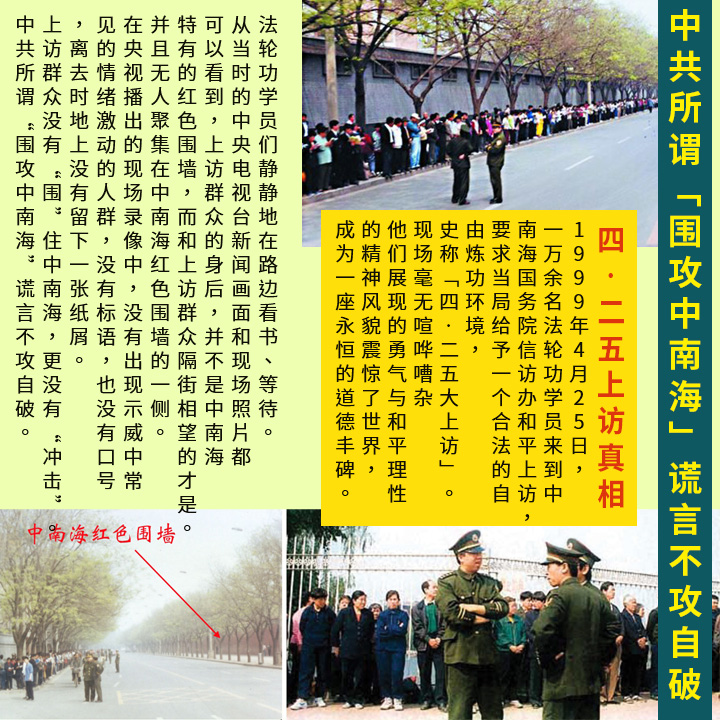 中共所谓「围攻中南海」谎言不攻自破
四·二五上访真相
1999年4月25日，
一万余名法轮功学员来到中
南海国务院信访办和平上访，
要求当局给予一个合法的自
由炼功环境，
史称「四·二五大上访」。
现场毫无喧哗嘈杂
他们展现的勇气与和平理性
的精神风貌震惊了世界，
成为一座永恒的道德丰碑。
法轮功学员们静静地在路边看书、等待。
从当时的中央电视台新闻画面和现场照片都
可以看到，上访群众的身后，并不是中南海
特有的红色围墙，而和上访群众隔街相望的才是。
并且无人聚集在中南海红色围墙的一侧。
在央视播出的现场录像中，没有出现示威中常
见的情绪激动的人群，没有标语，也没有口号
，离去时地上没有留下一张纸屑。
上访群众没有“围”住中南海，更没有“冲击”。
中共所谓“围攻中南海”谎言不攻自破。
中南海红色围墙